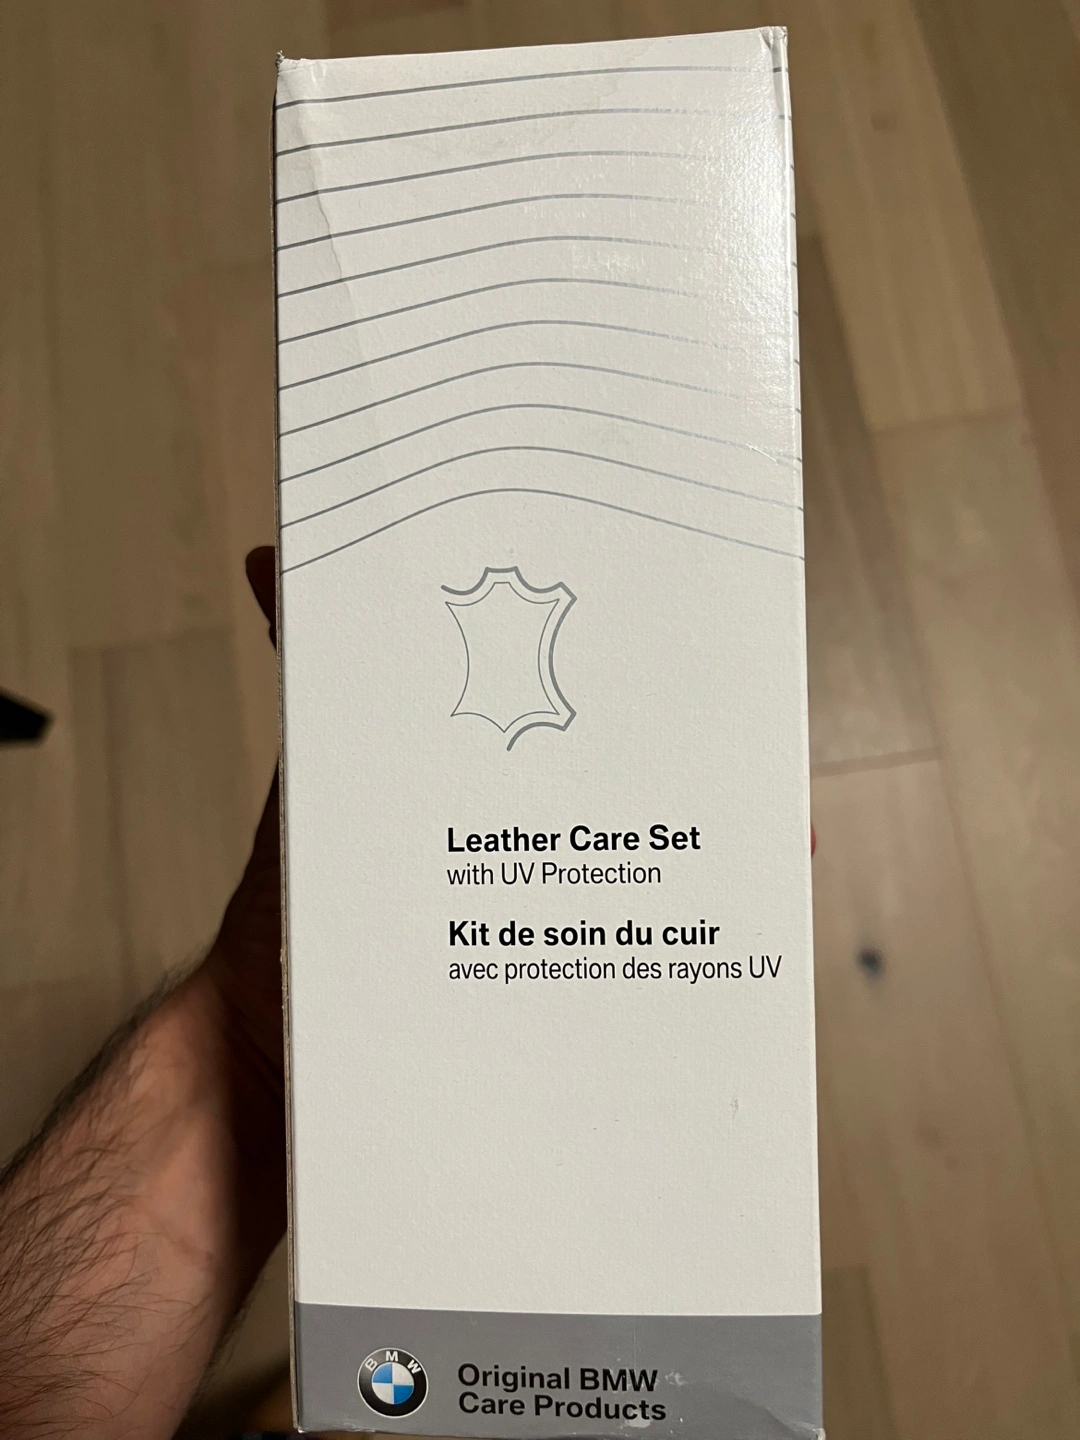 Leather Care Set
with UV Protection
Kit de soin du cuir
avec protection des rayons UV
BMW
Original BMW
Care Products